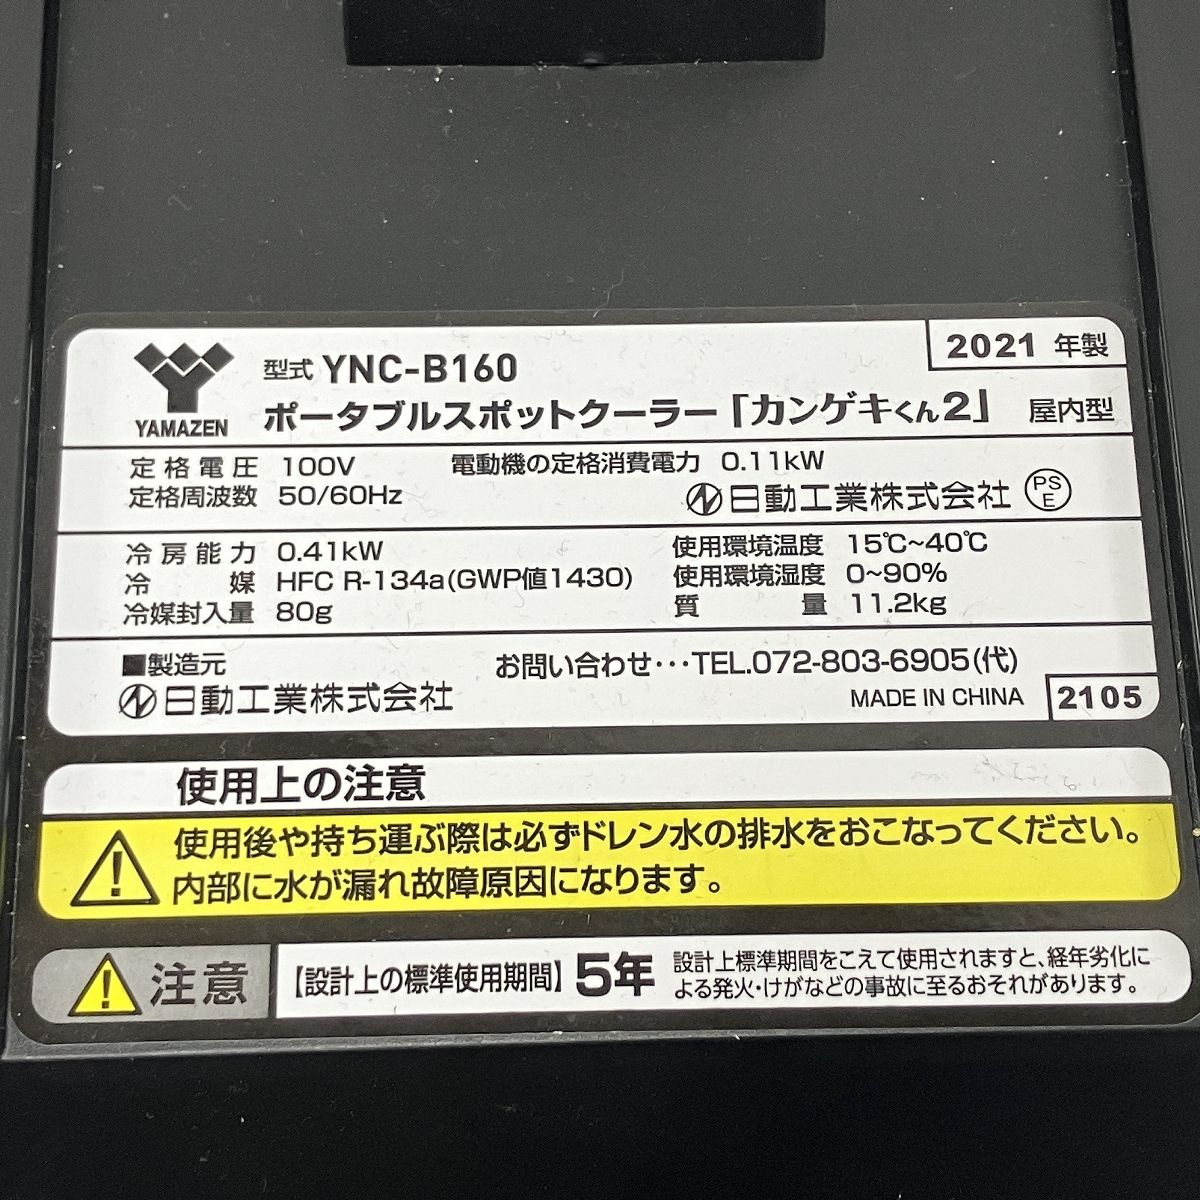 YAMAZEN
型式 YNC-B160
2021 年製
ポータブルスポットクーラー「カンゲキくん2」 屋内型
定格電圧 100V 電動機の定格消費電力 0.11kW
定格周波数 50/60Hz 日動工業株式会社 PSE
冷房能力 0.41kW 使用環境温度 15℃~40℃
冷媒 HFC R-134a(GWP値1430) 使用環境湿度 0~90%
冷媒封入量 80g 質量 11.2kg
■製造元 お問い合わせ・・・TEL.072-803-6905(代)
日動工業株式会社 MADE IN CHINA 2105
使用上の注意
使用後や持ち運ぶ際は必ずドレン水の排水をおこなってください。
内部に水が漏れ故障原因になります。
注意 【設計上の標準使用期間】 5年
設計上標準期間をこえて使用されますと、経年劣化に
よる発火・けがなどの事故に至るおそれがあります。